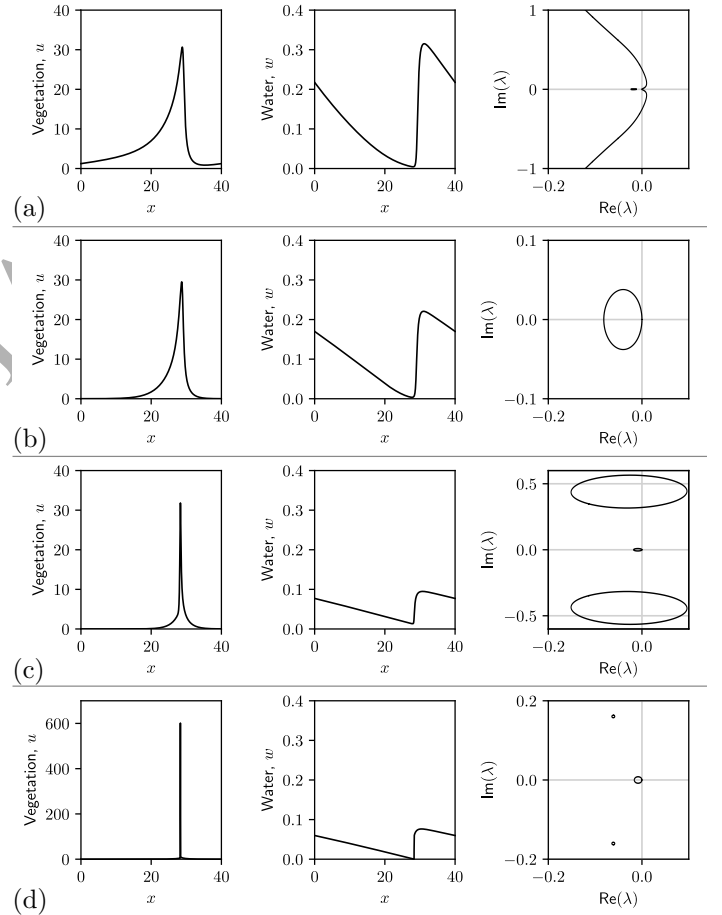 40
30
20
10
0
Vegetation, u
0 20 40
x
0.4
0.3
0.2
0.1
0.0
Water, w
0 20 40
x
1
0
−1
Im(λ)
−0.2 0.0
Re(λ)
(a)
40
30
20
10
0
Vegetation, u
0 20 40
x
0.4
0.3
0.2
0.1
0.0
Water, w
0 20 40
x
0.1
0.0
−0.1
Im(λ)
−0.2 0.0
Re(λ)
(b)
40
30
20
10
0
Vegetation, u
0 20 40
x
0.4
0.3
0.2
0.1
0.0
Water, w
0 20 40
x
0.5
0.0
−0.5
Im(λ)
−0.2 0.0
Re(λ)
(c)
600
400
200
0
Vegetation, u
0 20 40
x
0.4
0.3
0.2
0.1
0.0
Water, w
0 20 40
x
0.2
0.0
−0.2
Im(λ)
−0.2 0.0
Re(λ)
(d)